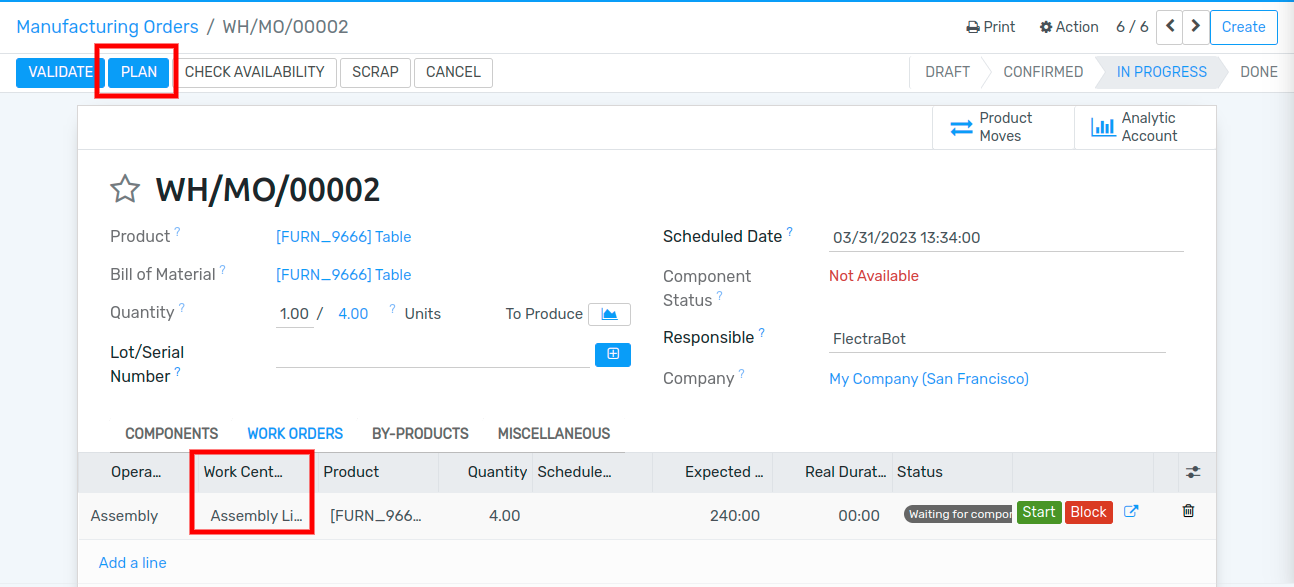 Manufacturing Orders / WH/MO/00002 Print Action 6 / 6 Create
VALIDATE PLAN CHECK AVAILABILITY SCRAP CANCEL DRAFT CONFIRMED IN PROGRESS DONE
Product Moves Analytic Account
WH/MO/00002
Product ? [FURN_9666] Table Scheduled Date ? 03/31/2023 13:34:00
Bill of Material ? [FURN_9666] Table Component Status ? Not Available
Quantity ? 1.00 / 4.00 ? Units To Produce
Responsible ? FlectraBot
Lot/Serial Number ?
Company ? My Company (San Francisco)
COMPONENTS WORK ORDERS BY-PRODUCTS MISCELLANEOUS
Opera... Work Cent... Product Quantity Schedule... Expected ... Real Durat... Status
Assembly Assembly Li... [FURN_966... 4.00 240:00 00:00 Waiting for compor Start Block
Add a line